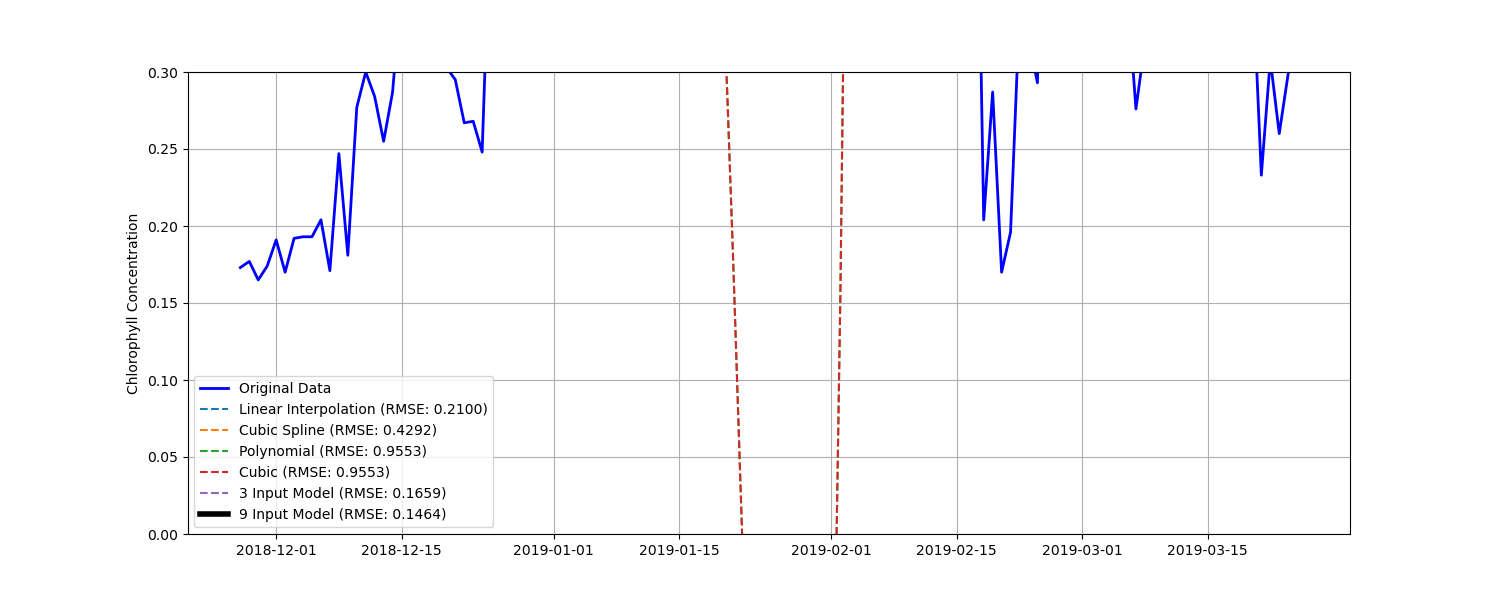 0.30
0.25
0.20
0.15
0.10
0.05
0.00
Chlorophyll Concentration
Original Data
Linear Interpolation (RMSE: 0.2100)
Cubic Spline (RMSE: 0.4292)
Polynomial (RMSE: 0.9553)
Cubic (RMSE: 0.9553)
3 Input Model (RMSE: 0.1659)
9 Input Model (RMSE: 0.1464)
2018-12-01
2018-12-15
2019-01-01
2019-01-15
2019-02-01
2019-02-15
2019-03-01
2019-03-15